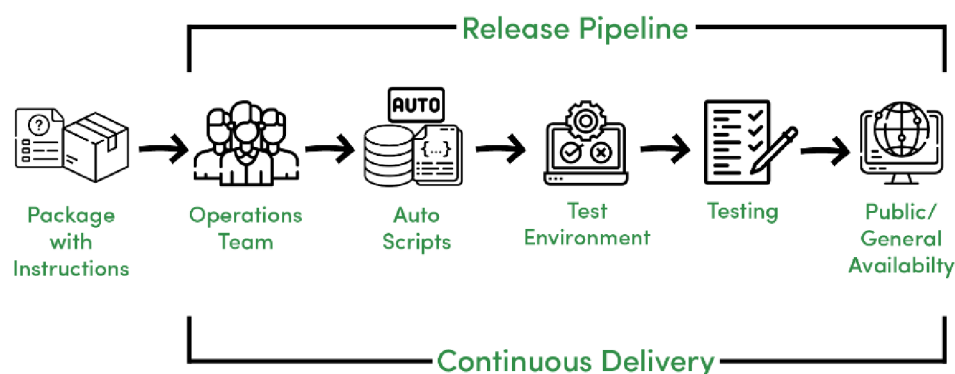 Release Pipeline
AUTO
?
{...}
Package
with
Instructions
Operations
Team
Auto
Scripts
Test
Environment
Testing
Public/
General
Availabilty
Continuous Delivery